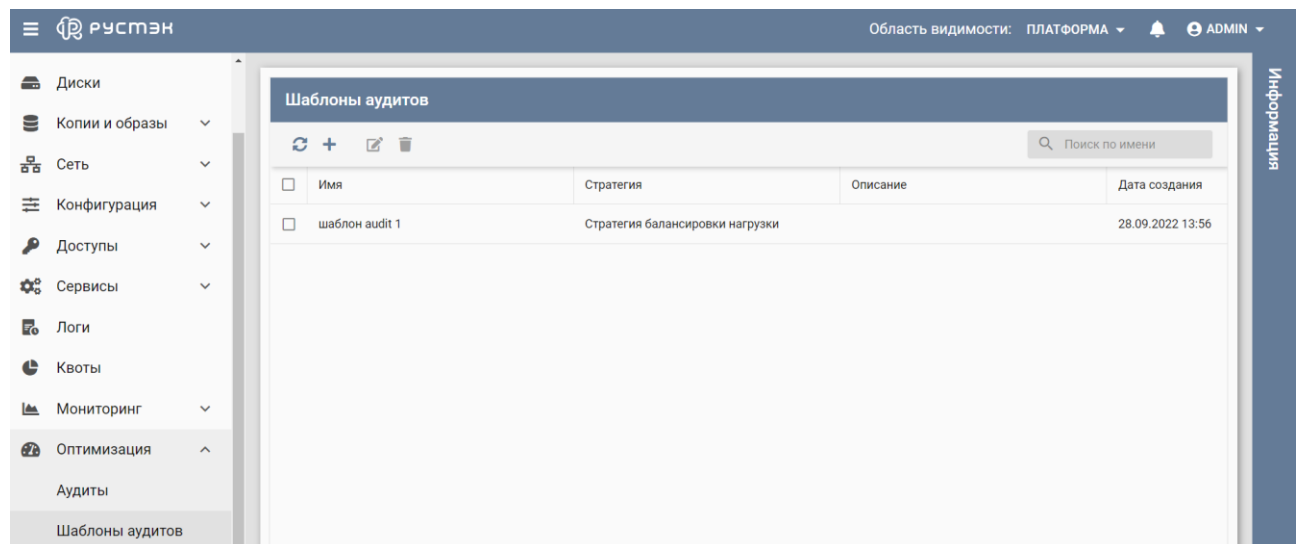 РУСТЭК
Область видимости: ПЛАТФОРМА
ADMIN
Диски
Копии и образы
Сеть
Конфигурация
Доступы
Сервисы
Логи
Квоты
Мониторинг
Оптимизация
Аудиты
Шаблоны аудитов
Шаблоны аудитов
Поиск по имени
Имя Стратегия Описание Дата создания
шаблон audit 1 Стратегия балансировки нагрузки 28.09.2022 13:56
Информация